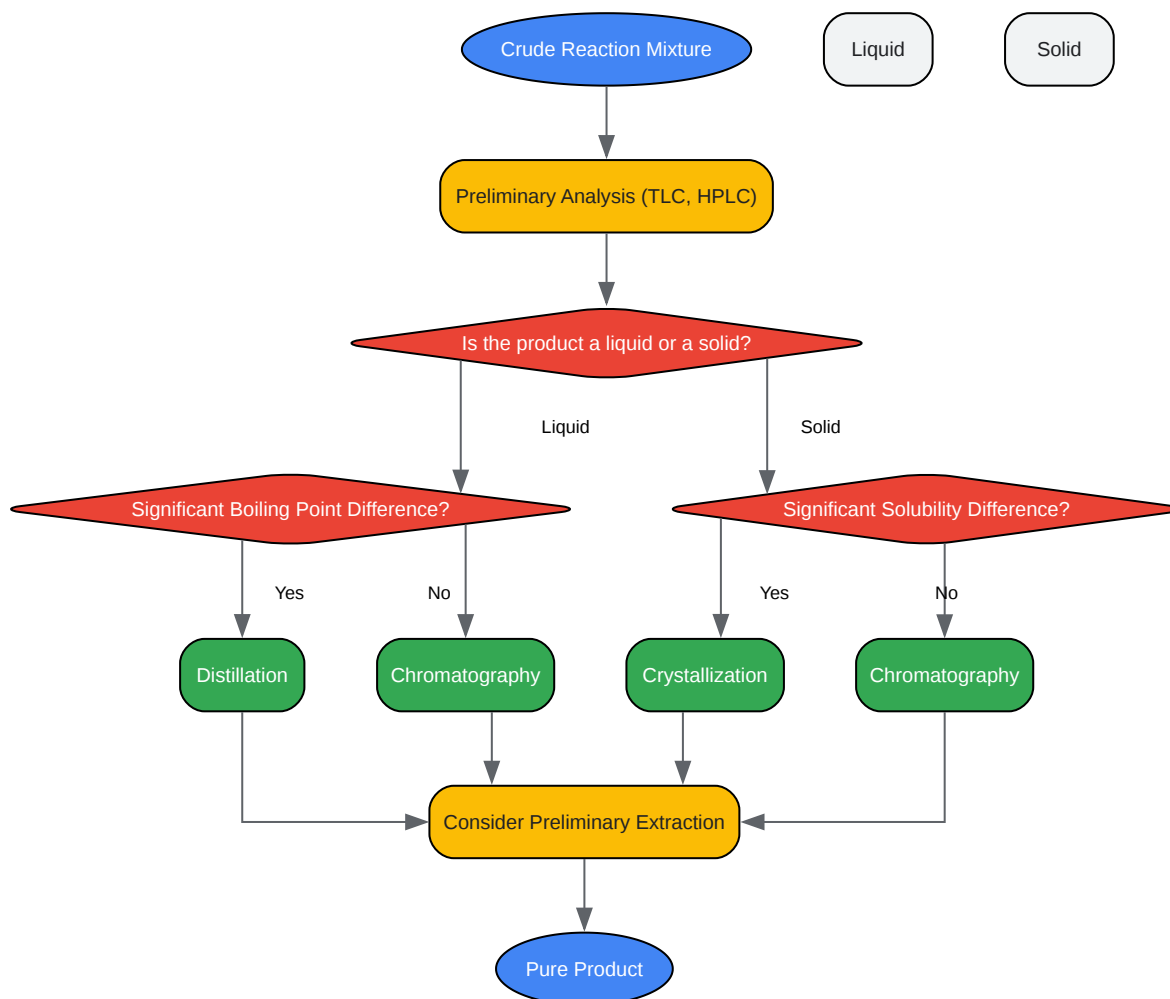 Crude Reaction Mixture
Liquid
Solid
Preliminary Analysis (TLC, HPLC)
Is the product a liquid or a solid?
Liquid
Solid
Significant Boiling Point Difference?
Significant Solubility Difference?
Yes
No
Yes
No
Distillation
Chromatography
Crystallization
Chromatography
Consider Preliminary Extraction
Pure Product